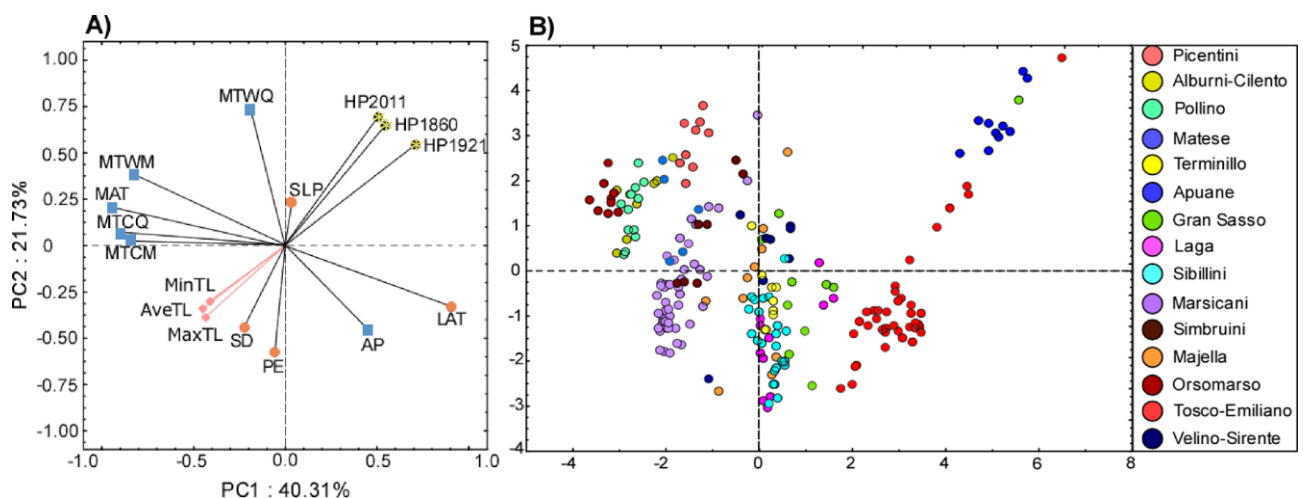 A)
1.00
0.75
0.50
0.25
0.0
-0.25
-0.50
-0.75
-1.00
PC2 : 21.73%
MTWQ
HP2011
HP1860
HP1921
MTWM
SLP
MAT
MTCQ
MTCM
MinTL
AveTL
MaxTL
SD
PE
AP
LAT
-1.0
-0.5
0.0
0.5
1.0
PC1 : 40.31%
B)
5
4
3
2
1
0
-1
-2
-3
-4
-4
-2
0
2
4
6
8
Picentini
Alburni-Cilento
Pollino
Matese
Terminillo
Apuane
Gran Sasso
Laga
Sibillini
Marsicani
Simbruini
Majella
Orsomarso
Tosco-Emiliano
Velino-Sirente